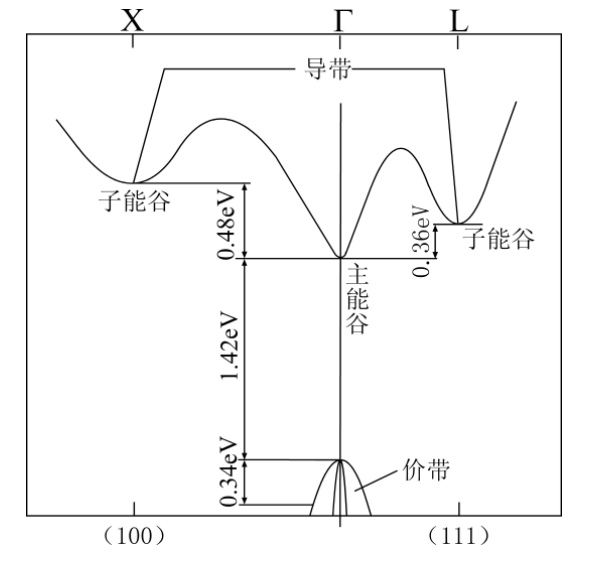 X Γ L
导带
子能谷
0.48eV
0.36eV
子能谷
主能谷
1.42eV
0.34eV
价带
(100) (111)